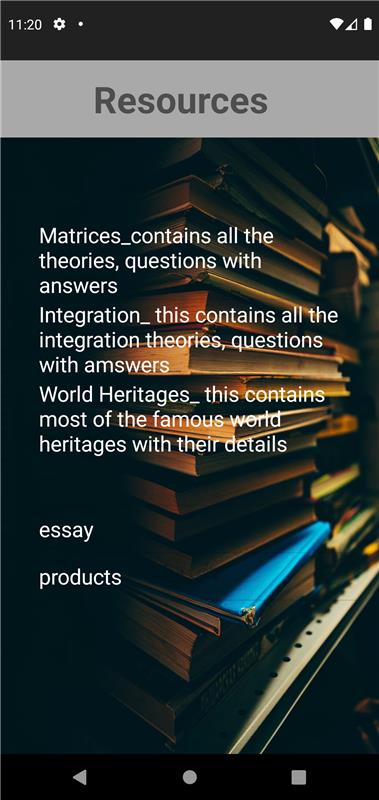 11:20
Resources
Matrices_contains all the
theories, questions with
answers
Integration_ this contains all the
integration theories, questions
with amswers
World Heritages_ this contains
most of the famous world
heritages with their details
essay
products